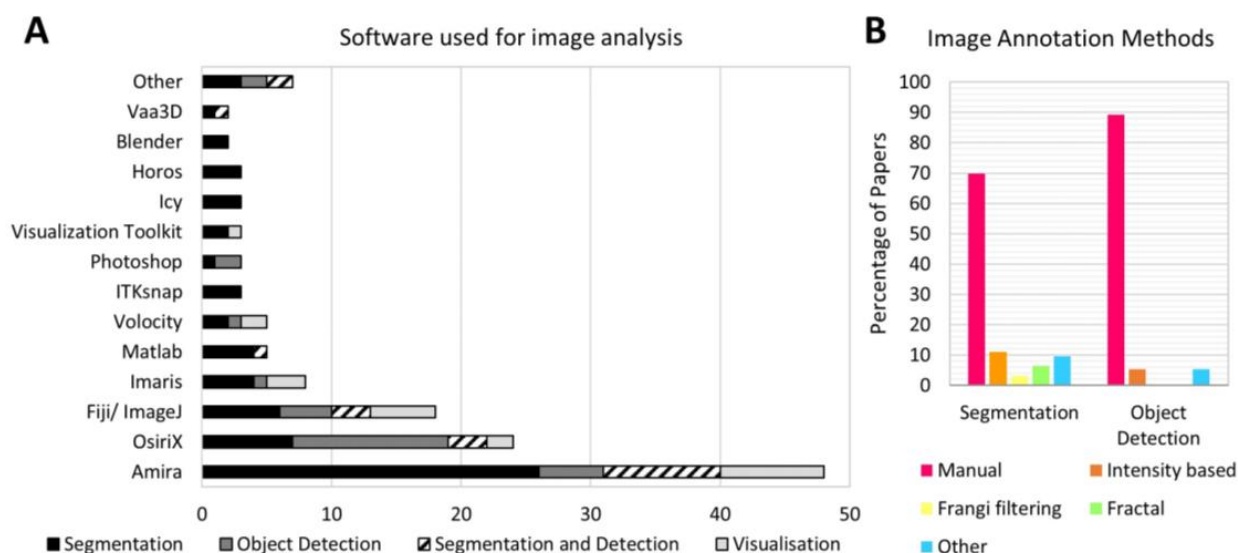 A
Software used for image analysis
Other
Vaa3D
Blender
Horos
Icy
Visualization Toolkit
Photoshop
ITKsnap
Volocity
Matlab
Imaris
Fiji/ ImageJ
OsiriX
Amira
0 10 20 30 40 50
Segmentation Object Detection Segmentation and Detection Visualisation
B
Image Annotation Methods
Percentage of Papers
100
90
80
70
60
50
40
30
20
10
0
Segmentation Object
Detection
Manual Intensity based
Frangi filtering Fractal
Other